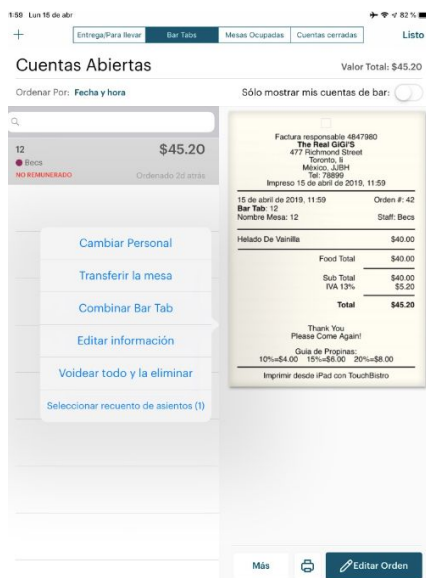 1:59 Lun 15 de abr
82 %
Entrega/Para llevar
Bar Tabs
Mesas Ocupadas
Cuentas cerradas
Listo
Cuentas Abiertas
Valor Total: $45.20
Ordenar Por: Fecha y hora
Sólo mostrar mis cuentas de bar:
12
$45.20
Becs
NO REMUNERADO
Ordenado 2d atrás
Cambiar Personal
Transferir la mesa
Combinar Bar Tab
Editar información
Voidear todo y la eliminar
Seleccionar recuento de asientos (1)
Factura responsable 4847980
The Real GiGi'S
477 Richmond Street
Toronto, Ii
México, JJBH
Tel: 78899
Impreso 15 de abril de 2019, 11:59
15 de abril de 2019, 11:59 Orden #: 42
Bar Tab: 12
Nombre Mesa: 12 Staff: Becs
Helado De Vainilla $40.00
Food Total $40.00
Sub Total $40.00
IVA 13% $5.20
Total $45.20
Thank You
Please Come Again!
Guia de Propinas:
10%=$4.00 15%=$6.00 20%=$8.00
Imprimir desde iPad con TouchBistro
Más
Editar Orden